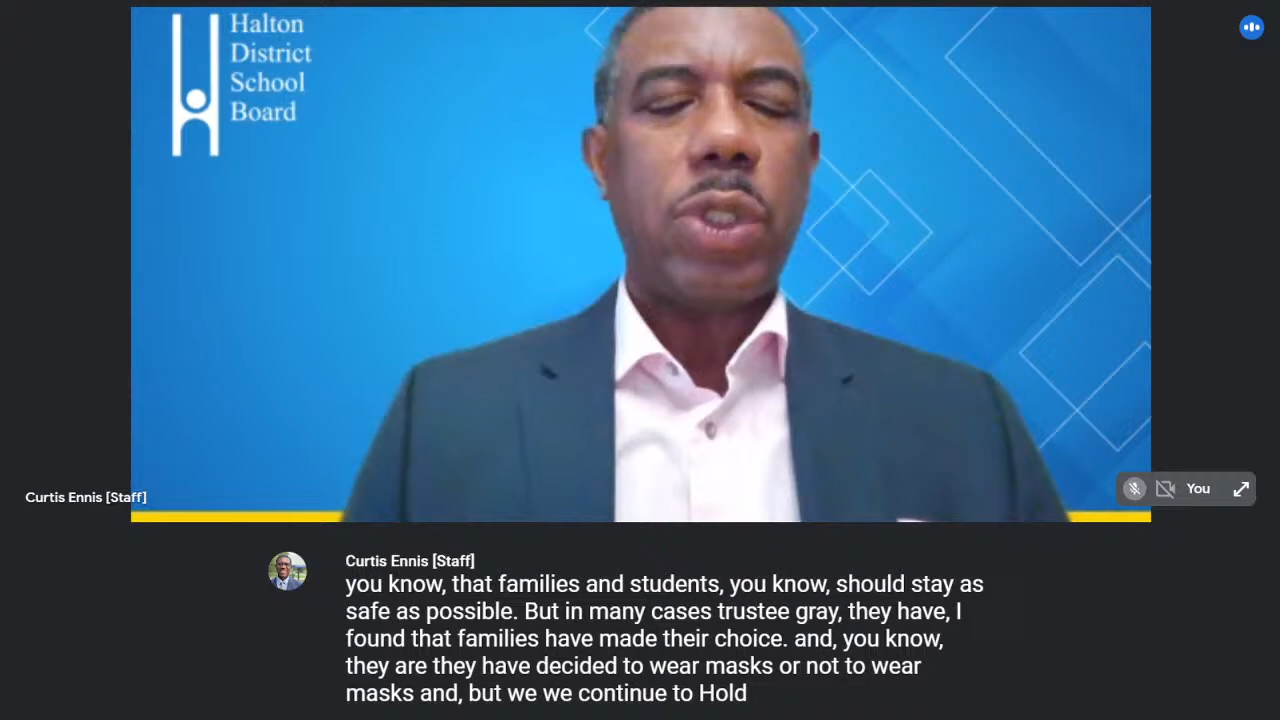 Halton
District
School
Board
Curtis Ennis [Staff]
You
Curtis Ennis [Staff]
you know, that families and students, you know, should stay as
safe as possible. But in many cases trustee gray, they have, I
found that families have made their choice. and, you know,
they are they have decided to wear masks or not to wear
masks and, but we we continue to Hold